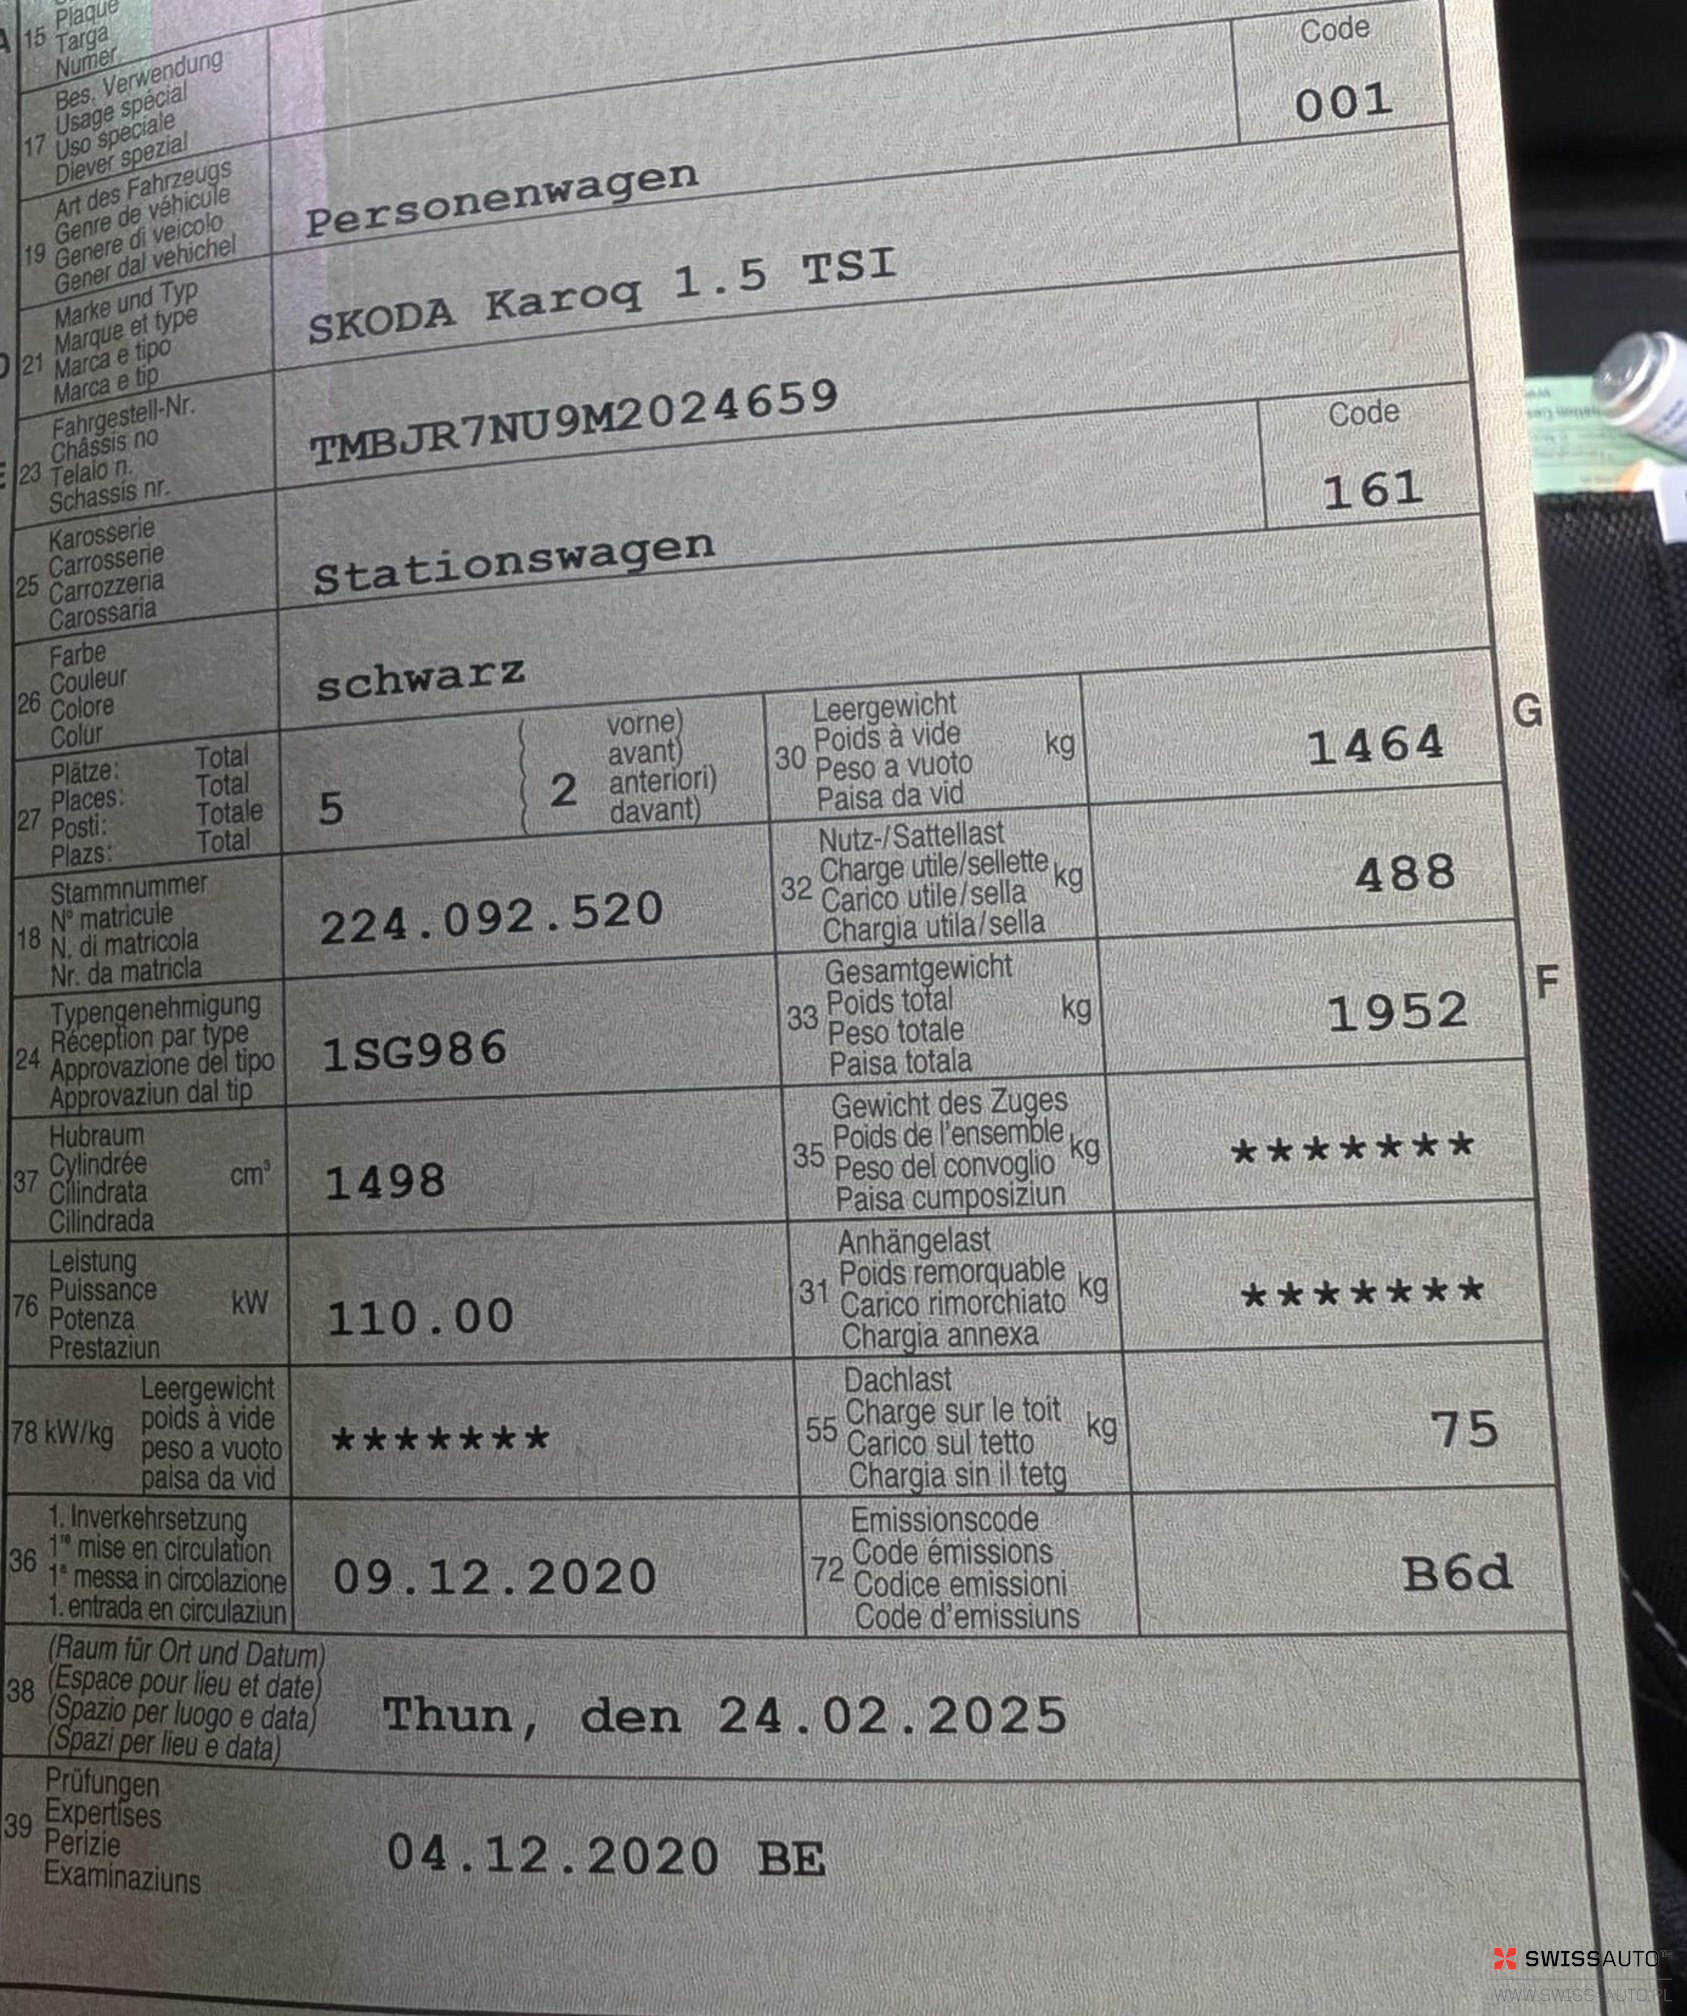 A 15 Plaque
Targa
Numer
17 Bes. Verwendung
Usage spécial
Uso speciale
Diever spezial
Code
001
19 Art des Fahrzeugs
Genre de véhicule
Genere di veicolo
Gener dal vehichel
Personenwagen
D 21 Marke und Typ
Marque et type
Marca e tipo
Marca e tip
SKODA Karoq 1.5 TSI
E 23 Fahrgestell-Nr.
Châssis no
Telaio n.
Schassis nr.
TMBJR7NU9M2024659
Code
161
25 Karosserie
Carrosserie
Carrozzeria
Carossaria
Stationswagen
26 Farbe
Couleur
Colore
Colur
schwarz
27 Plätze: Total
Places: Total
Posti: Totale
Plazs: Total
5
2 vorne)
avant)
anteriori)
davant)
30 Leergewicht
Poids à vide kg
Peso a vuoto
Paisa da vid
1464 G
18 Stammnummer
N° matricule
N. di matricola
Nr. da matricla
224.092.520
32 Nutz-/Sattellast
Charge utile/sellette kg
Carico utile/sella
Chargia utila/sella
488
24 Typengenehmigung
Réception par type
Approvazione del tipo
Approvaziun dal tip
1SG986
33 Gesamtgewicht
Poids total kg
Peso totale
Paisa totala
1952 F
37 Hubraum
Cylindrée cm³
Cilindrata
Cilindrada
1498
35 Gewicht des Zuges
Poids de l'ensemble kg
Peso del convoglio
Paisa cumposiziun
*******
76 Leistung
Puissance kW
Potenza
Prestaziun
110.00
31 Anhängelast
Poids remorquable kg
Carico rimorchiato
Chargia annexa
*******
78 kW/kg Leergewicht
poids à vide
peso a vuoto
paisa da vid
*******
55 Dachlast
Charge sur le toit kg
Carico sul tetto
Chargia sin il tetg
75
36 1. Inverkehrsetzung
1re mise en circulation
1a messa in circolazione
1. entrada en circulaziun
09.12.2020
72 Emissionscode
Code émissions
Codice emissioni
Code d'emissiuns
B6d
38 (Raum für Ort und Datum)
(Espace pour lieu et date)
(Spazio per luogo e data)
(Spazi per lieu e data)
Thun, den 24.02.2025
39 Prüfungen
Expertises
Perizie
Examinaziuns
04.12.2020 BE
SWISSAUTO
WWW.SWISS-AUTO.PL